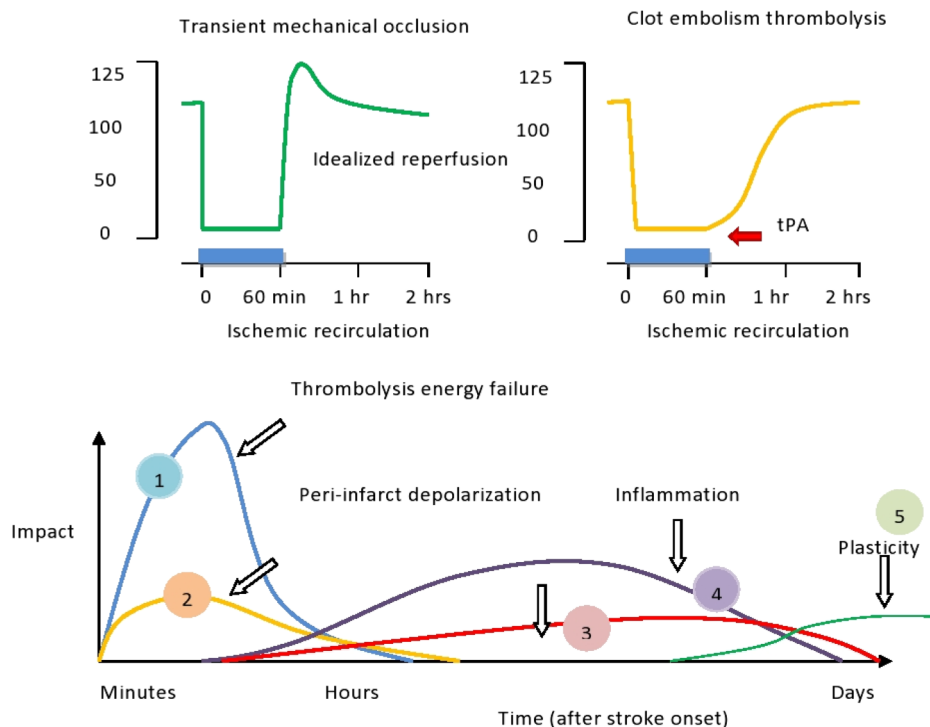 Transient mechanical occlusion
125
100
50
0
Idealized reperfusion
0 60 min 1 hr 2 hrs
Ischemic recirculation
Clot embolism thrombolysis
125
100
50
0
tPA
0 60 min 1 hr 2 hrs
Ischemic recirculation
Thrombolysis energy failure
1
Peri-infarct depolarization
Inflammation
5
Plasticity
Impact
2
4
3
Minutes Hours Days
Time (after stroke onset)